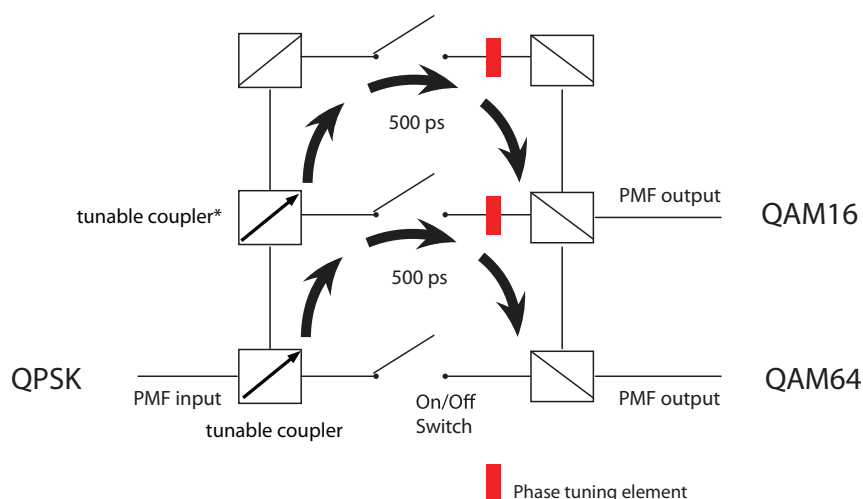 500 ps
tunable coupler*
PMF output
QAM16
500 ps
QPSK
PMF input
tunable coupler
On/Off
Switch
PMF output
QAM64
Phase tuning element